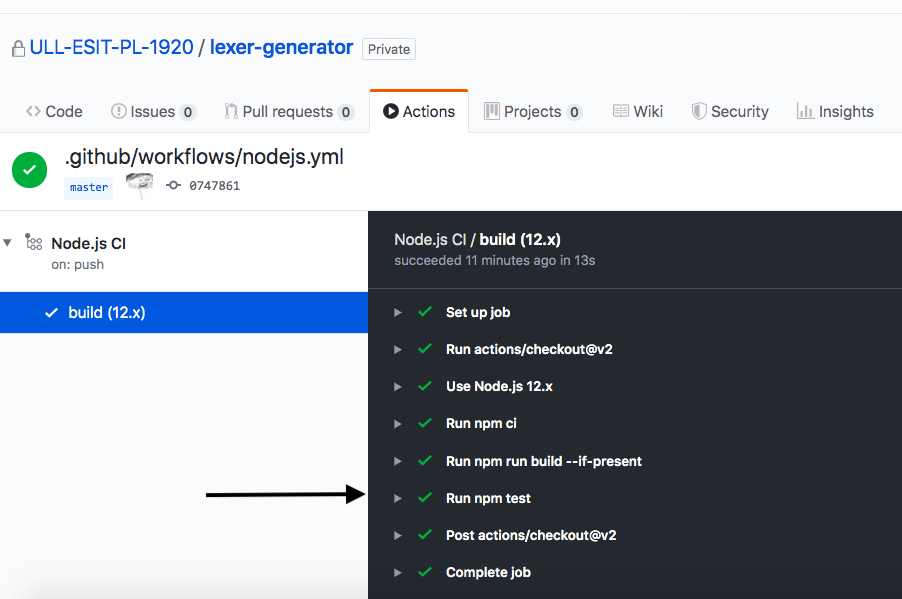 ULL-ESIT-PL-1920 / lexer-generator Private
Code Issues 0 Pull requests 0 Actions Projects 0 Wiki Security Insights
.github/workflows/nodejs.yml
master 0747861
Node.js CI
on: push
build (12.x)
Node.js CI / build (12.x)
succeeded 11 minutes ago in 13s
Set up job
Run actions/checkout@v2
Use Node.js 12.x
Run npm ci
Run npm run build --if-present
Run npm test
Post actions/checkout@v2
Complete job